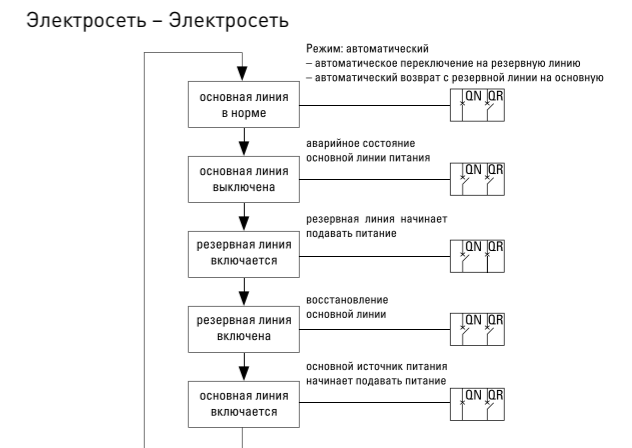 Электросеть – Электросеть
Режим: автоматический
– автоматическое переключение на резервную линию
– автоматический возврат с резервной линии на основную
основная линия
в норме
QN QR
аварийное состояние
основной линии питания
основная линия
выключена
QN QR
резервная линия начинает
подавать питание
резервная линия
включается
QN QR
восстановление
основной линии
резервная линия
включена
QN QR
основной источник питания
начинает подавать питание
основная линия
включается
QN QR